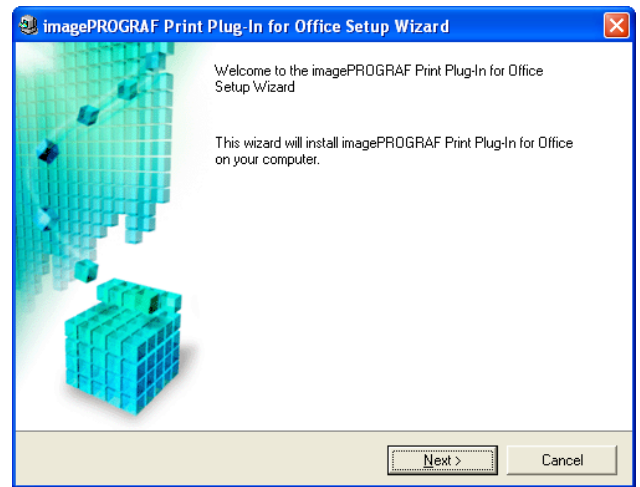 imagePROGRAF Print Plug-In for Office Setup Wizard
Welcome to the imagePROGRAF Print Plug-In for Office
Setup Wizard
This wizard will install imagePROGRAF Print Plug-In for Office
on your computer.
Next >
Cancel